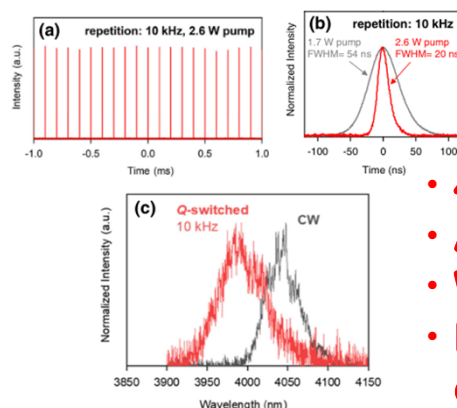 (a) repetition: 10 kHz, 2.6 W pump
Intensity (a.u.)
-1.0 -0.5 0.0 0.5 1.0
Time (ms)
(b) repetition: 10 kHz
1.7 W pump
FWHM= 54 ns
2.6 W pump
FWHM= 20 ns
Normalized Intensity
-100 -50 0 50 100
Time (ns)
(c)
Q-switched
10 kHz
CW
Normalized Intensity (a.u.)
3850 3900 3950 4000 4050 4100 4150
Wavelength (nm)